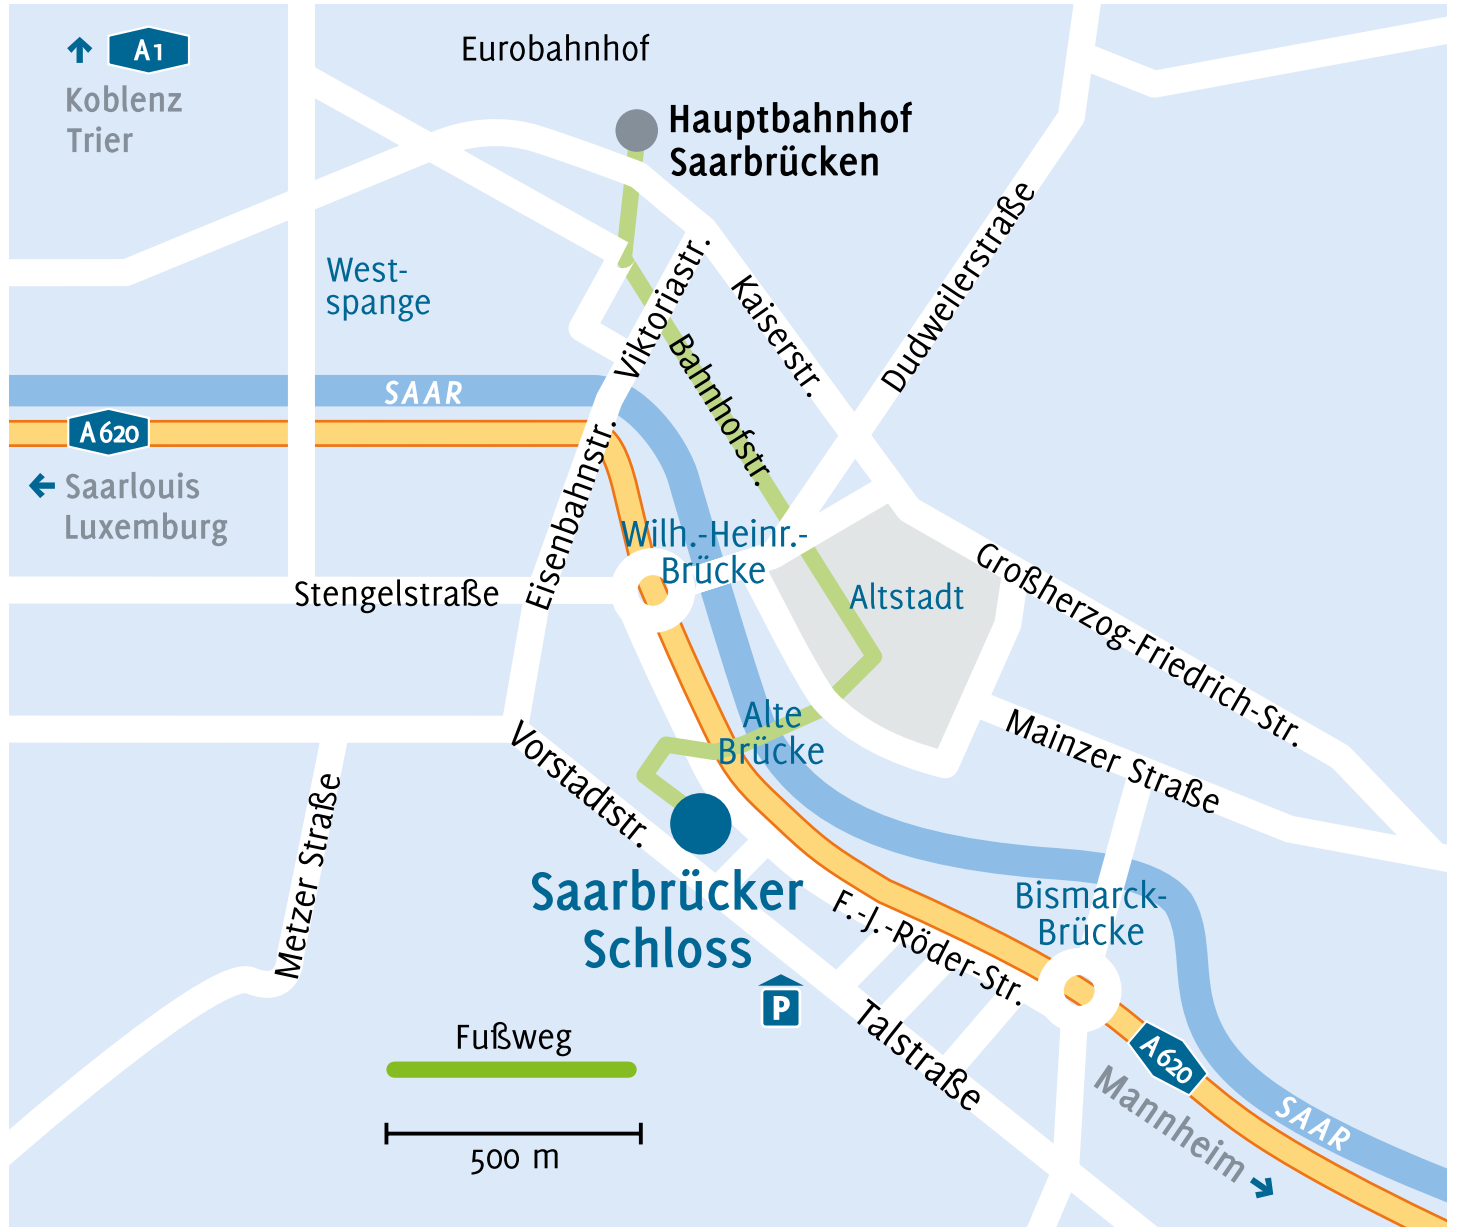 A1
Koblenz
Trier
Eurobahnhof
Hauptbahnhof
Saarbrücken
West-
spange
Viktoriastr.
Kaiserstr.
Dudweilerstraße
Bahnhofstr.
SAAR
A 620
Saarlouis
Luxemburg
Eisenbahnstr.
Wilh.-Heinr.-
Brücke
Stengelstraße
Altstadt
Großherzog-Friedrich-Str.
Alte
Brücke
Mainzer Straße
Vorstadtstr.
Metzer Straße
Saarbrücker
Schloss
F.-J.-Röder-Str.
Bismarck-
Brücke
P
Talstraße
A 620
Mannheim
SAAR
Fußweg
500 m